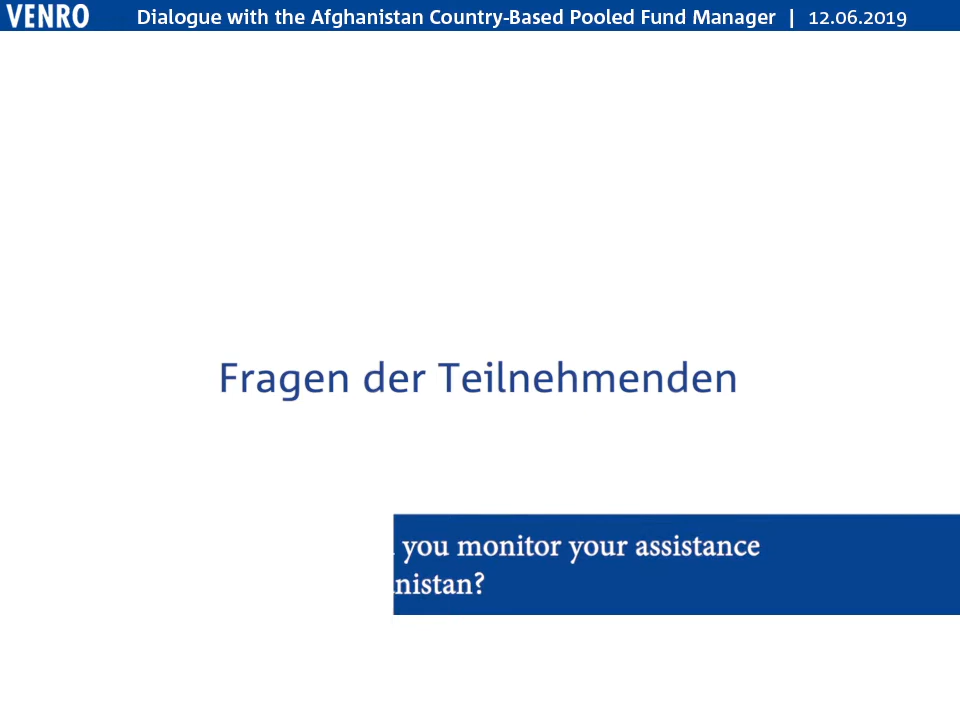 VENRO Dialogue with the Afghanistan Country-Based Pooled Fund Manager | 12.06.2019
Fragen der Teilnehmenden
you monitor your assistance
nistan?